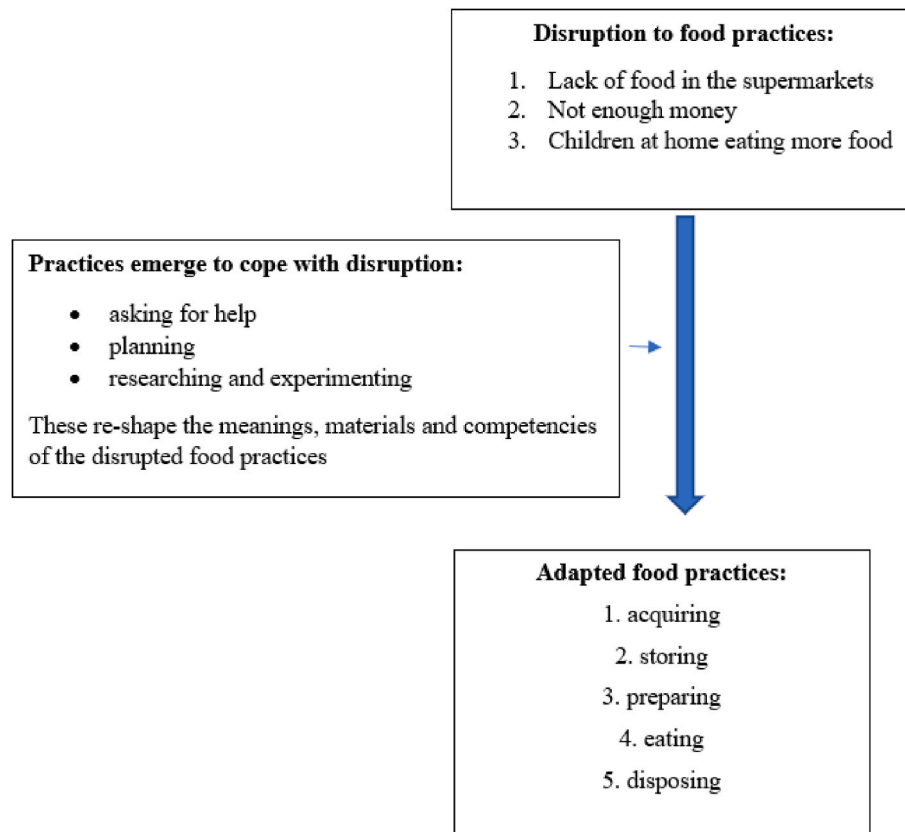 Disruption to food practices:
1. Lack of food in the supermarkets
2. Not enough money
3. Children at home eating more food
Practices emerge to cope with disruption:
• asking for help
• planning
• researching and experimenting
These re-shape the meanings, materials and competencies
of the disrupted food practices
Adapted food practices:
1. acquiring
2. storing
3. preparing
4. eating
5. disposing